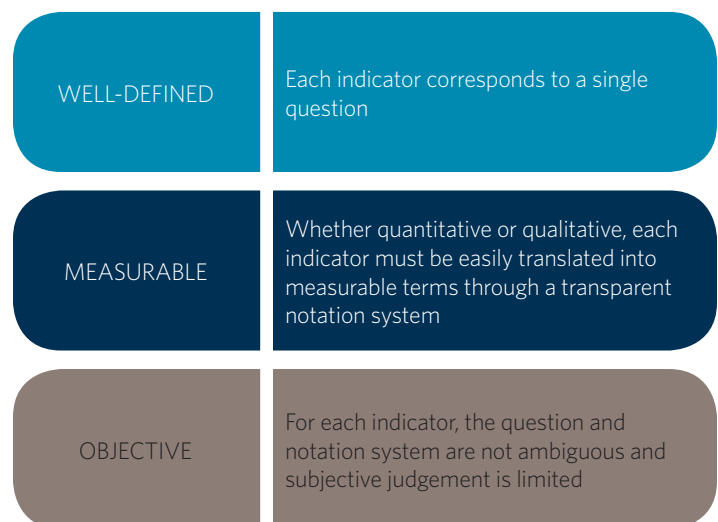 WELL-DEFINED
Each indicator corresponds to a single
question
MEASURABLE
Whether quantitative or qualitative, each
indicator must be easily translated into
measurable terms through a transparent
notation system
OBJECTIVE
For each indicator, the question and
notation system are not ambiguous and
subjective judgement is limited